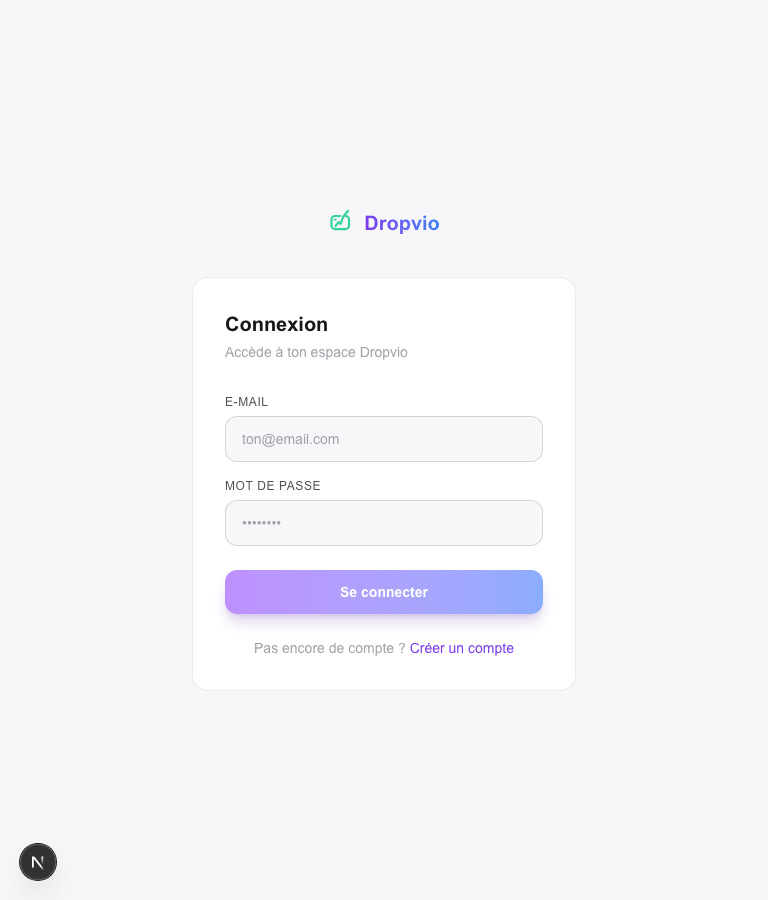 Dropvio
Connexion
Accède à ton espace Dropvio
E-MAIL
ton@email.com
MOT DE PASSE
••••••••
Se connecter
Pas encore de compte ? Créer un compte
N